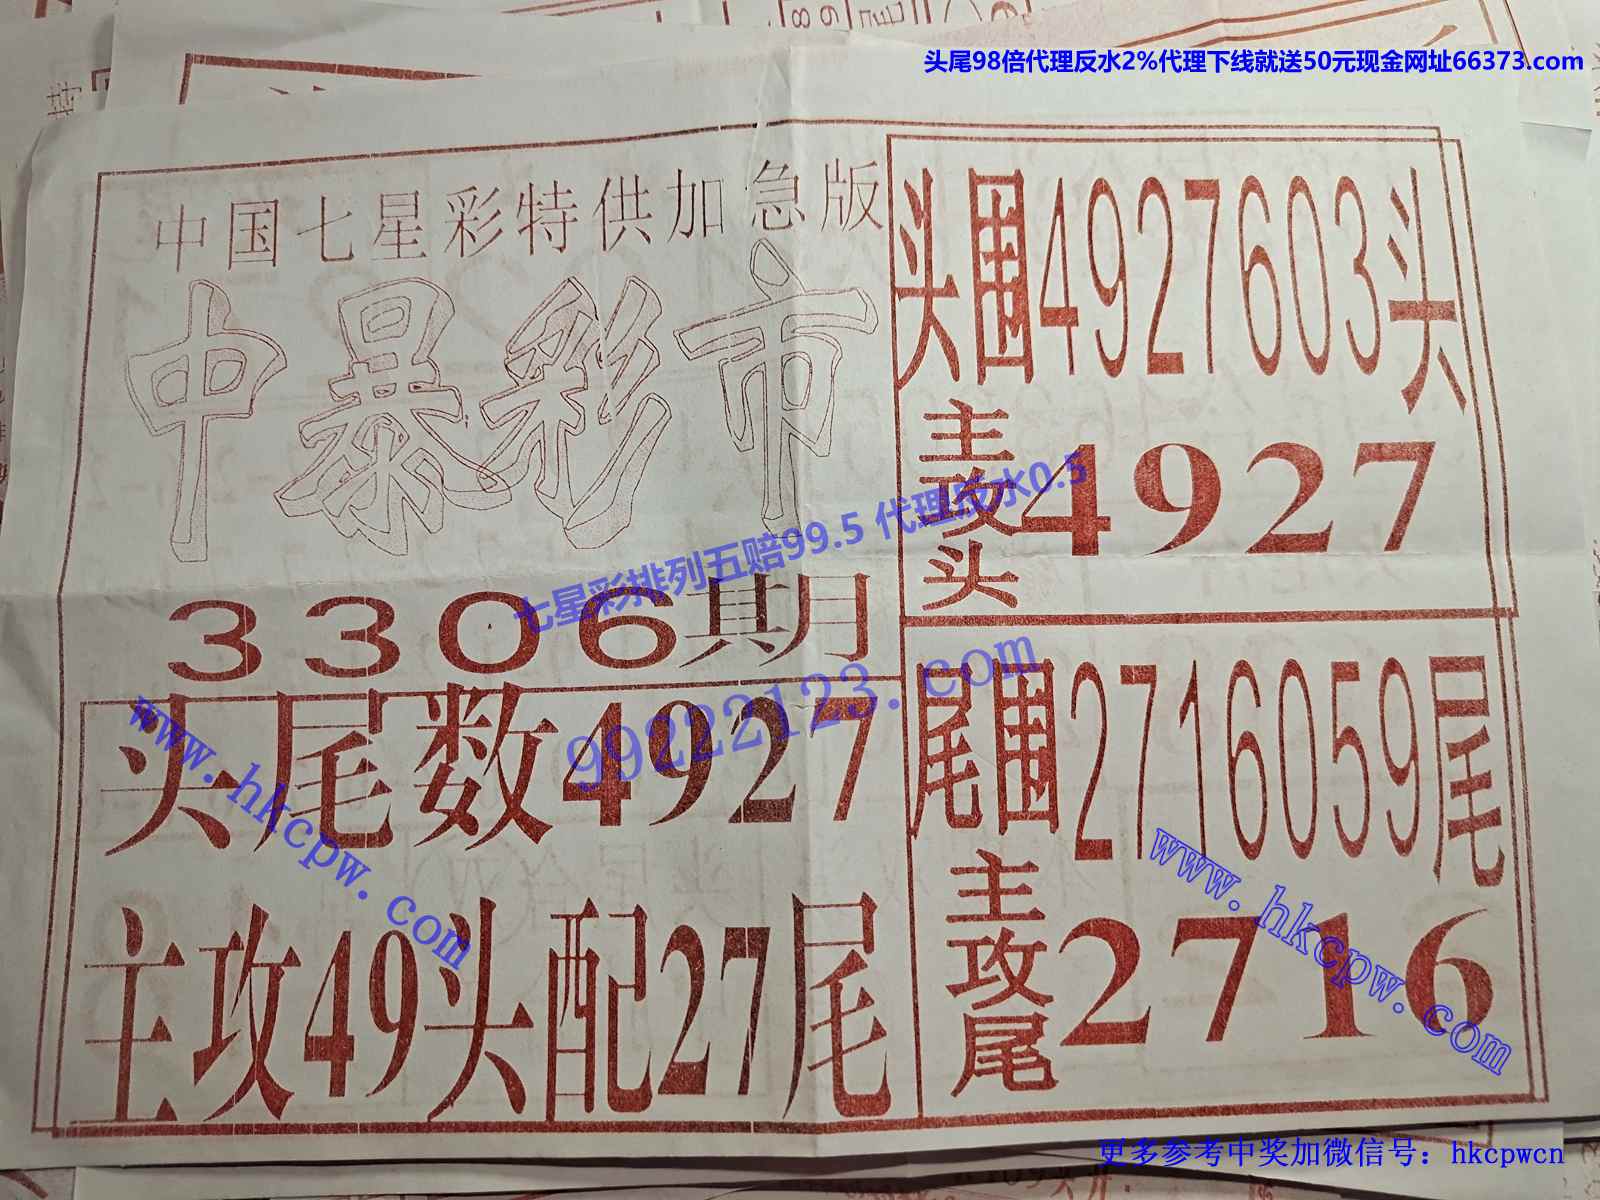 头尾98倍代理反水2%代理下线就送50元现金网址66373.com
中国七星彩特供加急版
中暴彩市
3306期
头尾数4927
主攻49头配27尾
头围4927603头
主攻头4927
尾围2716059尾
主攻尾2716
七星彩排列五赔99.5 代理反水0.5
99222123.com
www.hkcpw.com
www.hkcpw.com
更多参考中奖加微信号：hkcpwcn